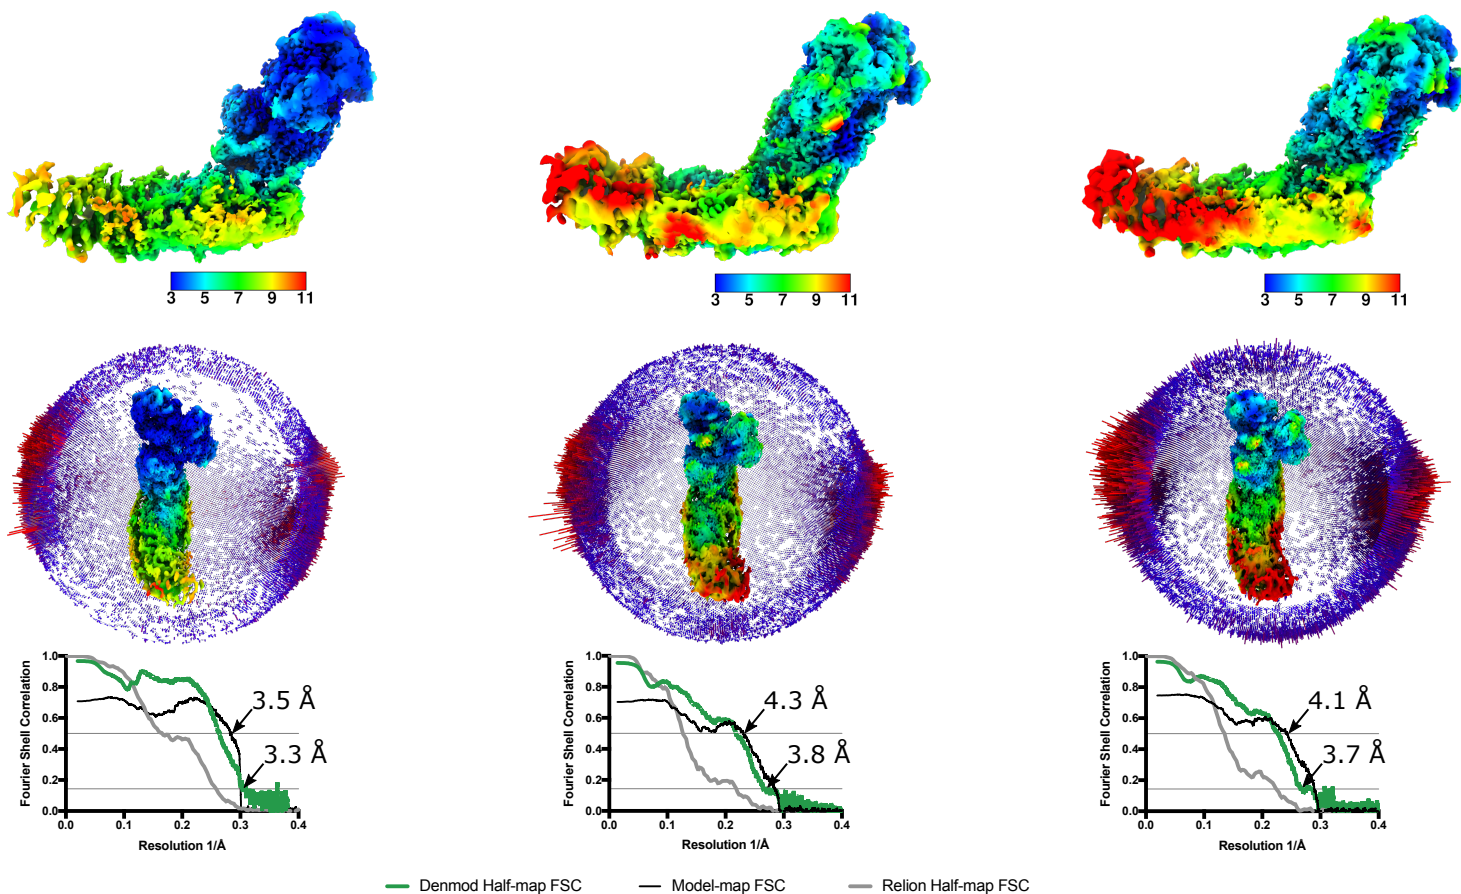 3 5 7 9 11
3 5 7 9 11
3 5 7 9 11
Fourier Shell Correlation
1.0
0.8
0.6
0.4
0.2
0.0
3.5 Å
3.3 Å
0.0 0.1 0.2 0.3 0.4
Resolution 1/Å
Fourier Shell Correlation
1.0
0.8
0.6
0.4
0.2
0.0
4.3 Å
3.8 Å
0.0 0.1 0.2 0.3 0.4
Resolution 1/Å
Fourier Shell Correlation
1.0
0.8
0.6
0.4
0.2
0.0
4.1 Å
3.7 Å
0.0 0.1 0.2 0.3 0.4
Resolution 1/Å
Denmod Half-map FSC
Model-map FSC
Relion Half-map FSC